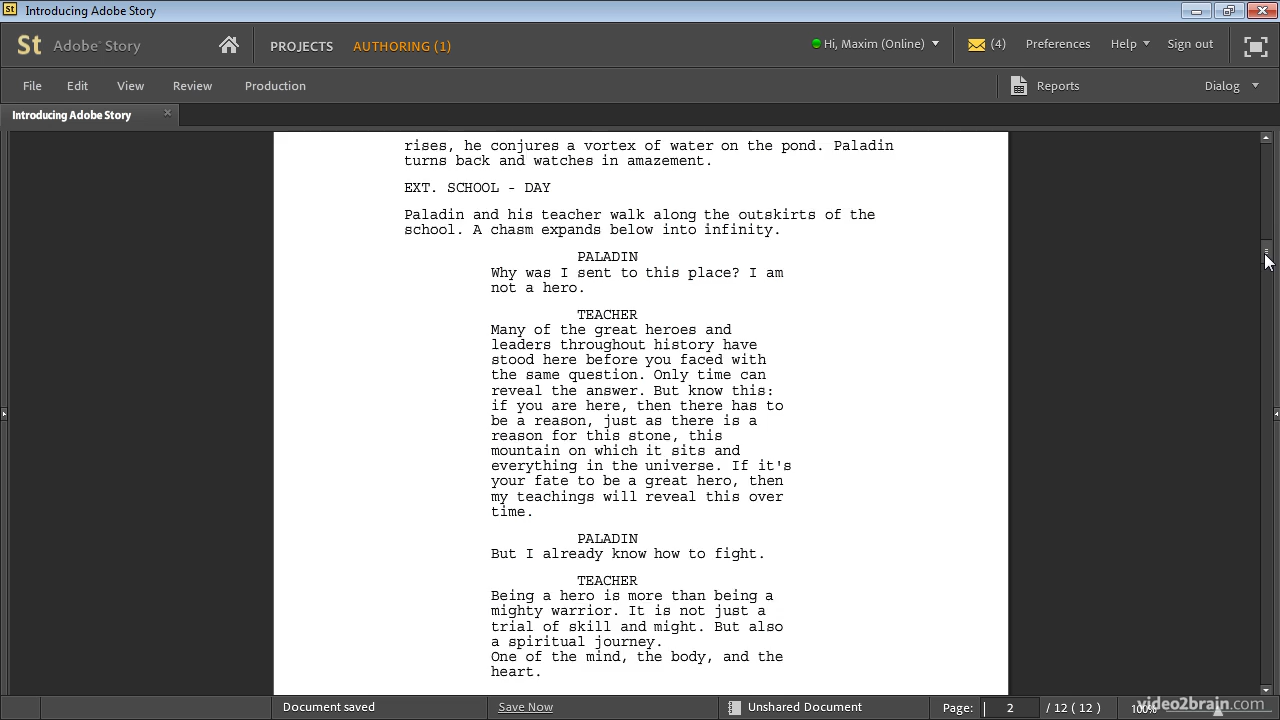 Introducing Adobe Story
St Adobe® Story PROJECTS AUTHORING (1) Hi, Maxim (Online) (4) Preferences Help Sign out
File Edit View Review Production Reports Dialog
Introducing Adobe Story
rises, he conjures a vortex of water on the pond. Paladin
turns back and watches in amazement.
EXT. SCHOOL - DAY
Paladin and his teacher walk along the outskirts of the
school. A chasm expands below into infinity.
PALADIN
Why was I sent to this place? I am
not a hero.
TEACHER
Many of the great heroes and
leaders throughout history have
stood here before you faced with
the same question. Only time can
reveal the answer. But know this:
if you are here, then there has to
be a reason, just as there is a
reason for this stone, this
mountain on which it sits and
everything in the universe. If it's
your fate to be a great hero, then
my teachings will reveal this over
time.
PALADIN
But I already know how to fight.
TEACHER
Being a hero is more than being a
mighty warrior. It is not just a
trial of skill and might. But also
a spiritual journey.
One of the mind, the body, and the
heart.
Document saved Save Now Unshared Document Page: 2 / 12 ( 12 ) 100%
video2brain.com